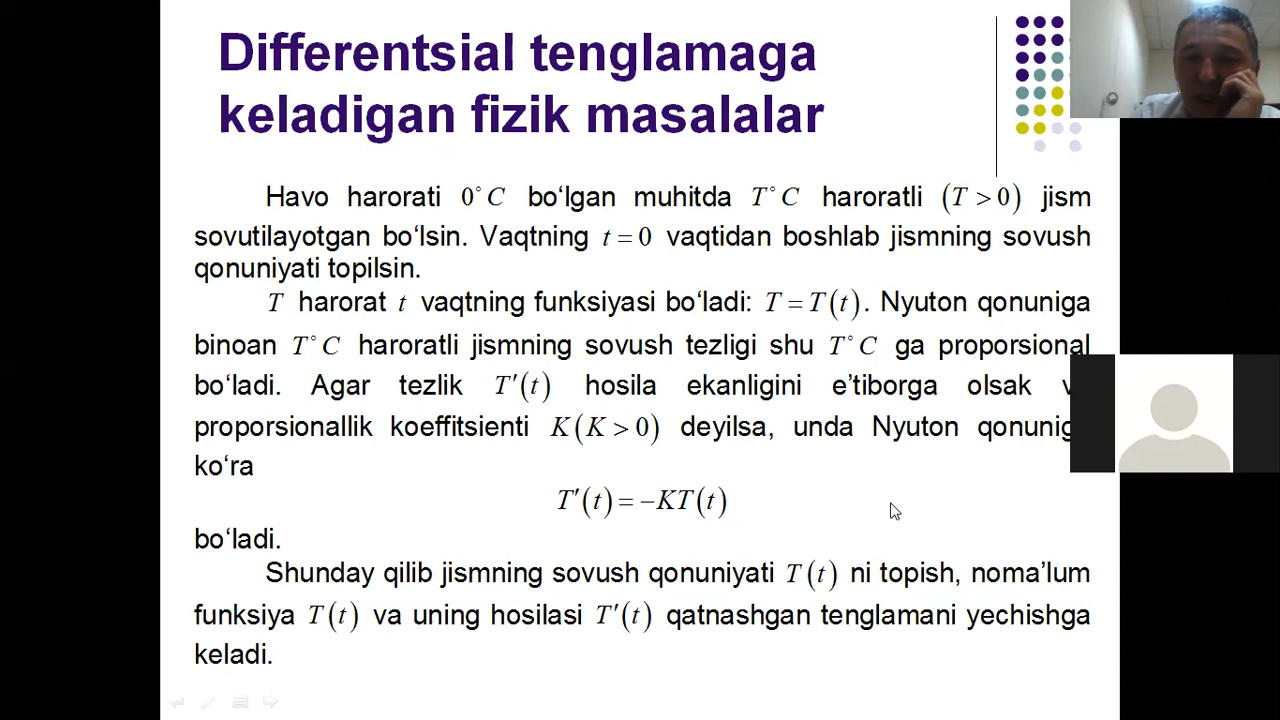 Differentsial tenglamaga
keladigan fizik masalalar
Havo harorati 0°C bo‘lgan muhitda T°C haroratli (T > 0) jism
sovutilayotgan bo‘lsin. Vaqtning t = 0 vaqtidan boshlab jismning sovush
qonuniyati topilsin.
T harorat t vaqtning funksiyasi bo‘ladi: T = T(t). Nyuton qonuniga
binoan T°C haroratli jismning sovush tezligi shu T°C ga proporsional
bo‘ladi. Agar tezlik T′(t) hosila ekanligini e’tiborga olsak
proporsionallik koeffitsienti K(K > 0) deyilsa, unda Nyuton
ko‘ra
T′(t) = −KT(t)
bo‘ladi.
Shunday qilib jismning sovush qonuniyati T(t) ni topish, noma’lum
funksiya T(t) va uning hosilasi T′(t) qatnashgan tenglamani yechishga
keladi.